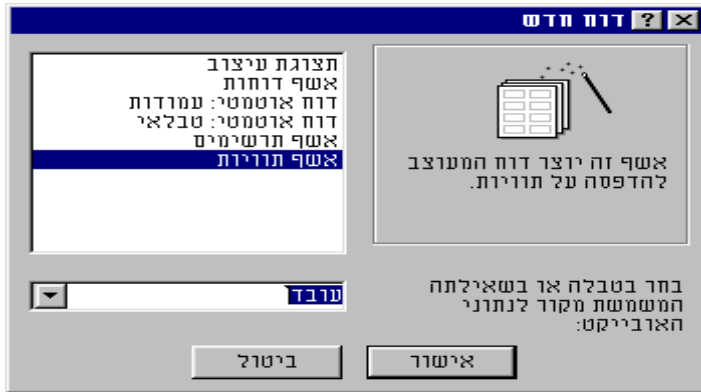 דוח חדש
אשף זה יוצר דוח המעוצב
להדפסה על תוויות.
תצוגת עיצוב
אשף דוחות
דוח אוטומטי: עמודות
דוח אוטומטי: טבלאי
אשף תרשימים
אשף תוויות
בחר בטבלה או בשאילתה
המשמשת מקור לנתוני
האובייקט:
עובד
אישור
ביטול